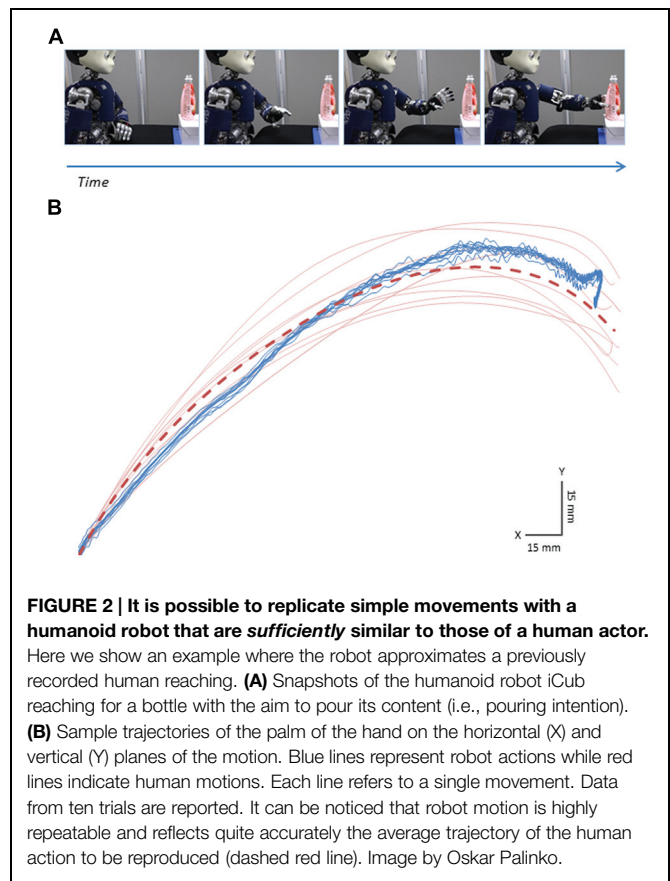 A
Time
B
Y
15 mm
X
15 mm
FIGURE 2 | It is possible to replicate simple movements with a
humanoid robot that are sufficiently similar to those of a human actor.
Here we show an example where the robot approximates a previously
recorded human reaching. (A) Snapshots of the humanoid robot iCub
reaching for a bottle with the aim to pour its content (i.e., pouring intention).
(B) Sample trajectories of the palm of the hand on the horizontal (X) and
vertical (Y) planes of the motion. Blue lines represent robot actions while red
lines indicate human motions. Each line refers to a single movement. Data
from ten trials are reported. It can be noticed that robot motion is highly
repeatable and reflects quite accurately the average trajectory of the human
action to be reproduced (dashed red line). Image by Oskar Palinko.